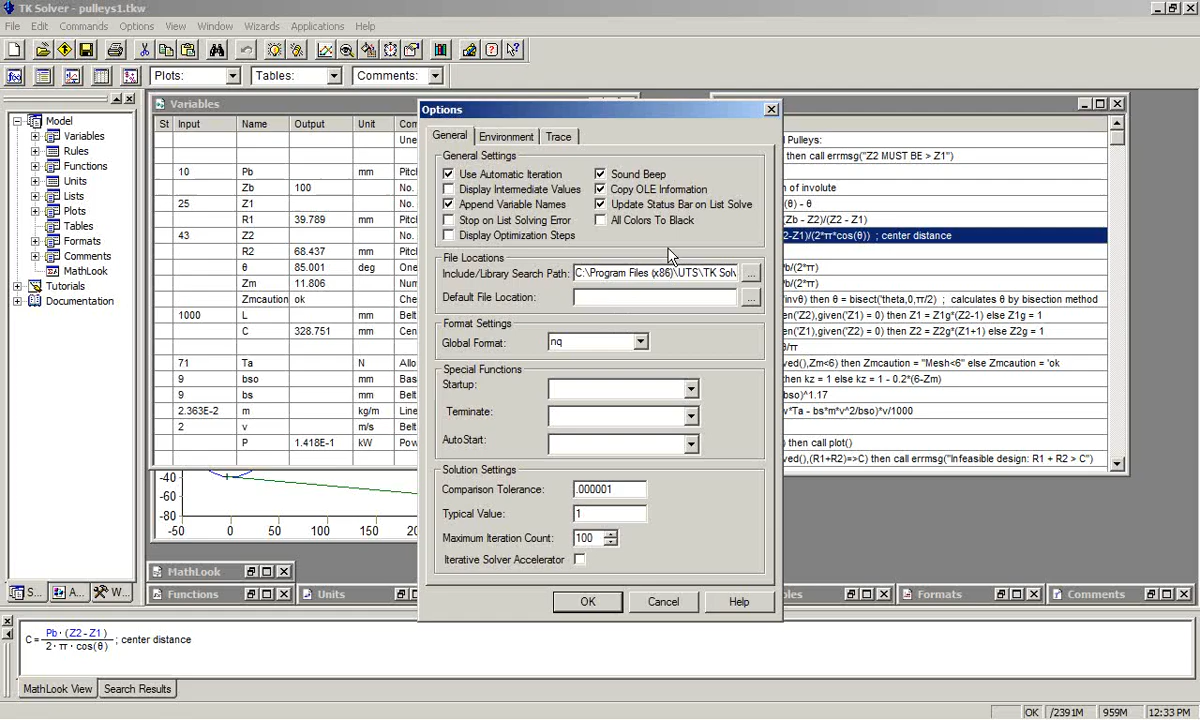 TK Solver - pulleys1.tkw
File Edit Commands Options View Window Wizards Applications Help
Plots: Tables: Comments:
Model
Variables
Rules
Functions
Units
Lists
Plots
Tables
Formats
Comments
MathLook
Tutorials
Documentation
S... A... W...
Variables
St Input Name Output Unit
10 Pb mm
Zb 100
25 Z1
R1 39.789 mm
43 Z2
R2 68.437 mm
θ 85.001 deg
Zm 11.806
Zmcaution ok
1000 L mm
C 328.751 mm
71 Ta N
9 bso mm
9 bs mm
2.363E-2 m kg/m
2 v m/s
P 1.418E-1 kW
-40
-80
-50 0 50 100 150
MathLook
Functions
Units
Options
General Environment Trace
General Settings
Use Automatic Iteration
Display Intermediate Values
Append Variable Names
Stop on List Solving Error
Display Optimization Steps
Sound Beep
Copy OLE Information
Update Status Bar on List Solve
All Colors To Black
File Locations
Include/Library Search Path: C:\Program Files (x86)\UTS\TK Solv ...
Default File Location: ...
Format Settings
Global Format: nq
Special Functions
Startup:
Terminate:
AutoStart:
Solution Settings
Comparison Tolerance: .000001
Typical Value: 1
Maximum Iteration Count: 100
Iterative Solver Accelerator
OK Cancel Help
Pulleys:
then call errmsg("Z2 MUST BE > Z1")
n of involute
(θ) - θ
(Zb - Z2)/(Z2 - Z1)
2-Z1)/(2*π*cos(θ)) ; center distance
*Pb/(2*π)
*Pb/(2*π)
'invθ) then θ = bisect('theta,0,π/2) ; calculates θ by bisection method
('Z2),given('Z1) = 0) then Z1 = Z1g*(Z2-1) else Z1g = 1
('Z1),given('Z2) = 0) then Z2 = Z2g*(Z1+1) else Z2g = 1
θ/π
ved(),Zm<6) then Zmcaution = "Mesh<6" else Zmcaution = 'ok
then kz = 1 else kz = 1 - 0.2*(6-Zm)
/bso)^1.17
*Ta - bs*m*v^2/bso)*v/1000
) then call plot()
ved(),(R1+R2)=>C) then call errmsg("Infeasible design: R1 + R2 > C")
Formats
Comments
C = Pb · (Z2 - Z1)
2 · π · cos(θ) ; center distance
MathLook View Search Results
OK /2391M 959M 12:33 PM